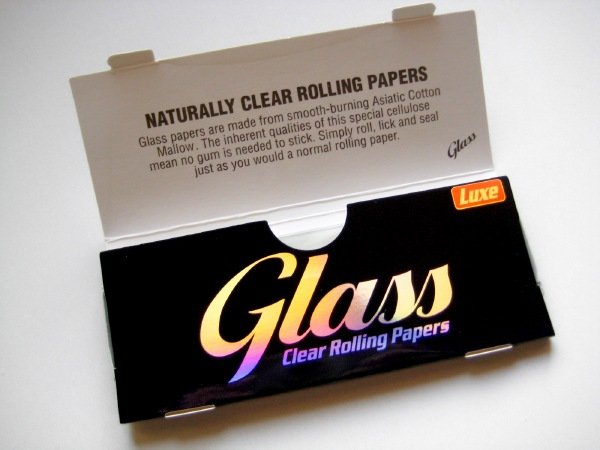 NATURALLY CLEAR ROLLING PAPERS
Glass papers are made from smooth-burning Asiatic Cotton
Mallow. The inherent qualities of this special cellulose
mean no gum is needed to stick. Simply roll, lick and seal
just as you would a normal rolling paper.
Glass
Luxe
Glass
Clear Rolling Papers